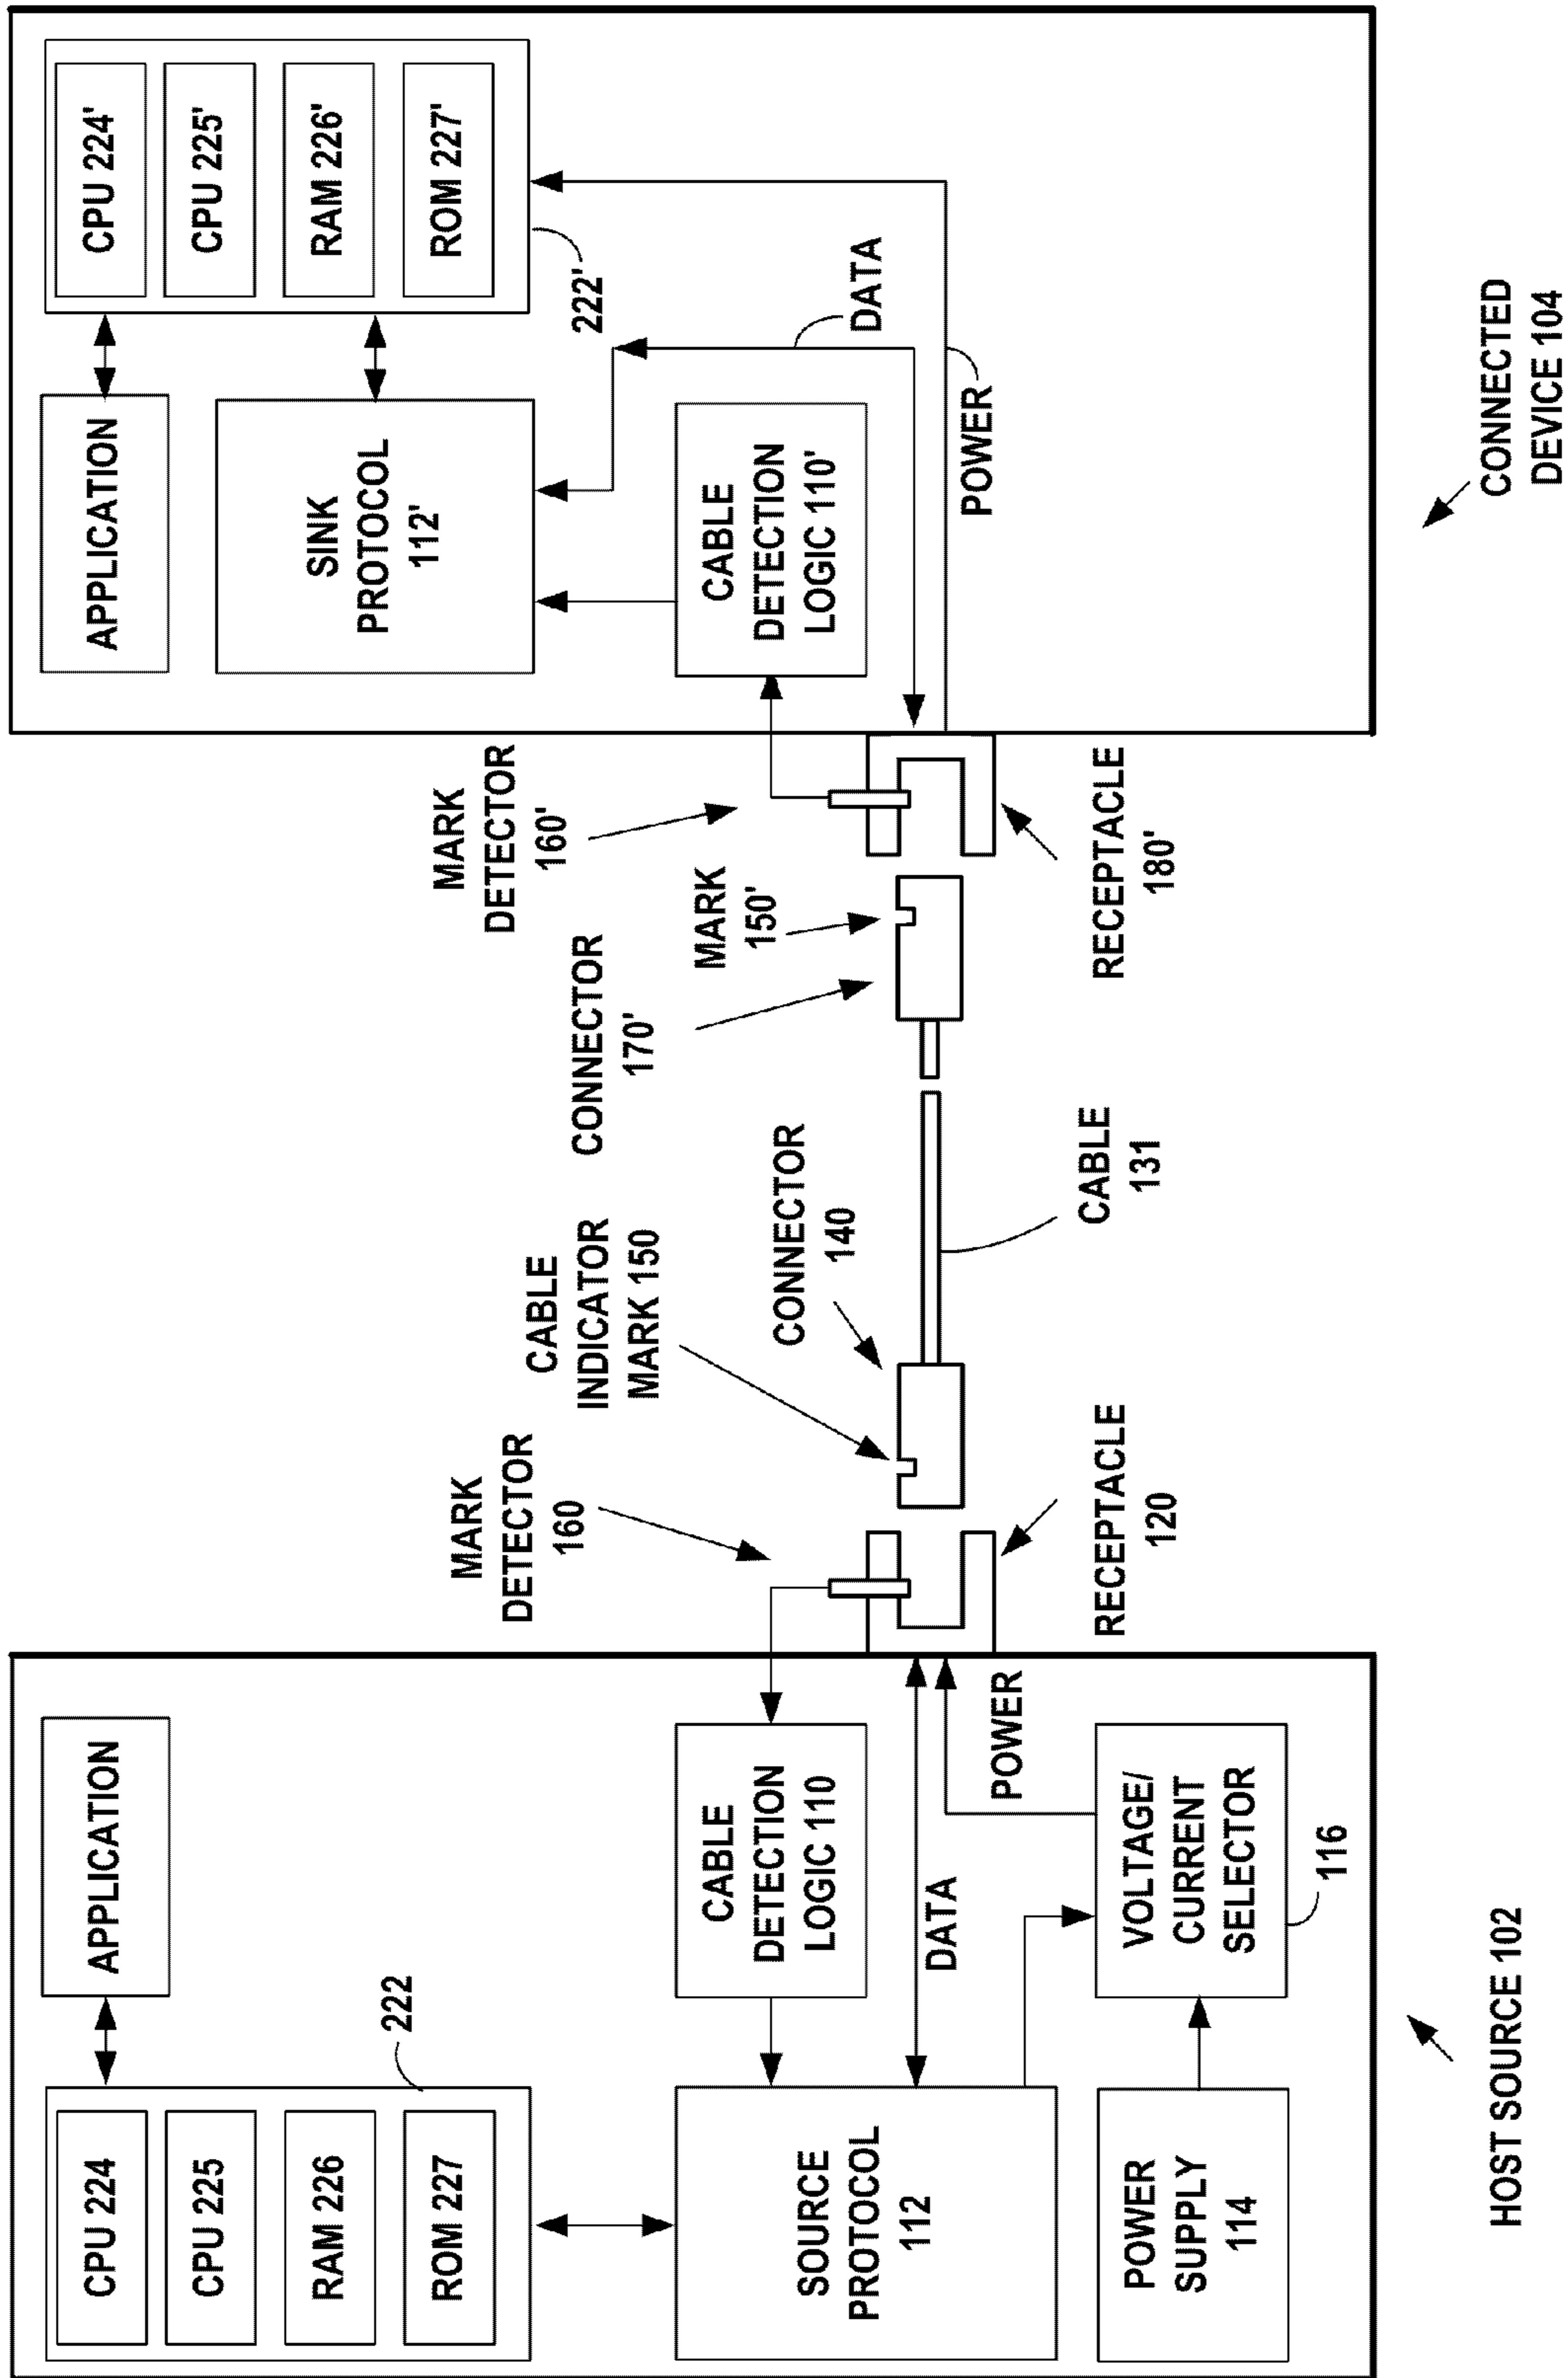 CPU 224
CPU 225
RAM 226
ROM 227
222
APPLICATION
SOURCE
PROTOCOL
112
CABLE
DETECTION
LOGIC 110
DATA
POWER
POWER
SUPPLY
114
VOLTAGE/
CURRENT
SELECTOR
116
HOST SOURCE 102
MARK
DETECTOR
160
RECEPTACLE
120
CABLE
INDICATOR
MARK 150
CONNECTOR
140
CABLE
131
CONNECTOR
170'
MARK
150'
MARK
DETECTOR
160'
RECEPTACLE
180'
APPLICATION
SINK
PROTOCOL
112'
CABLE
DETECTION
LOGIC 110'
CPU 224'
CPU 225'
RAM 226'
ROM 227'
222'
DATA
POWER
CONNECTED
DEVICE 104